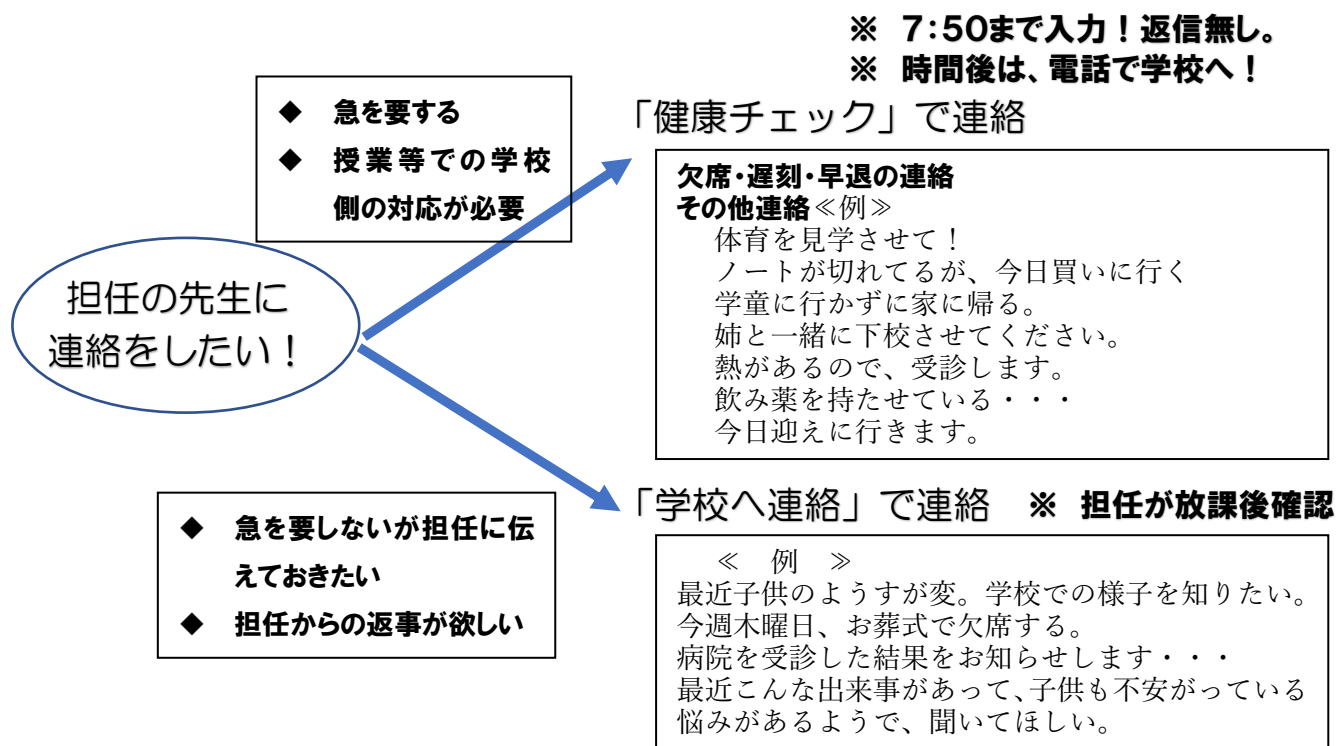 ※ 7:50まで入力！返信無し。
※ 時間後は、電話で学校へ！
◆ 急を要する
◆ 授業等での学校
側の対応が必要
「健康チェック」で連絡
欠席・遅刻・早退の連絡
その他連絡≪例≫
体育を見学させて！
ノートが切れてるが、今日買いに行く
学童に行かずに家に帰る。
姉と一緒に下校させてください。
熱があるので、受診します。
飲み薬を持たせている・・・
今日迎えに行きます。
担任の先生に
連絡をしたい！
◆ 急を要しないが担任に伝
えておきたい
◆ 担任からの返事が欲しい
「学校へ連絡」で連絡 ※ 担任が放課後確認
≪ 例 ≫
最近子供のようすが変。学校での様子を知りたい。
今週木曜日、お葬式で欠席する。
病院を受診した結果をお知らせします・・・
最近こんな出来事があって、子供も不安がっている
悩みがあるようで、聞いてほしい。